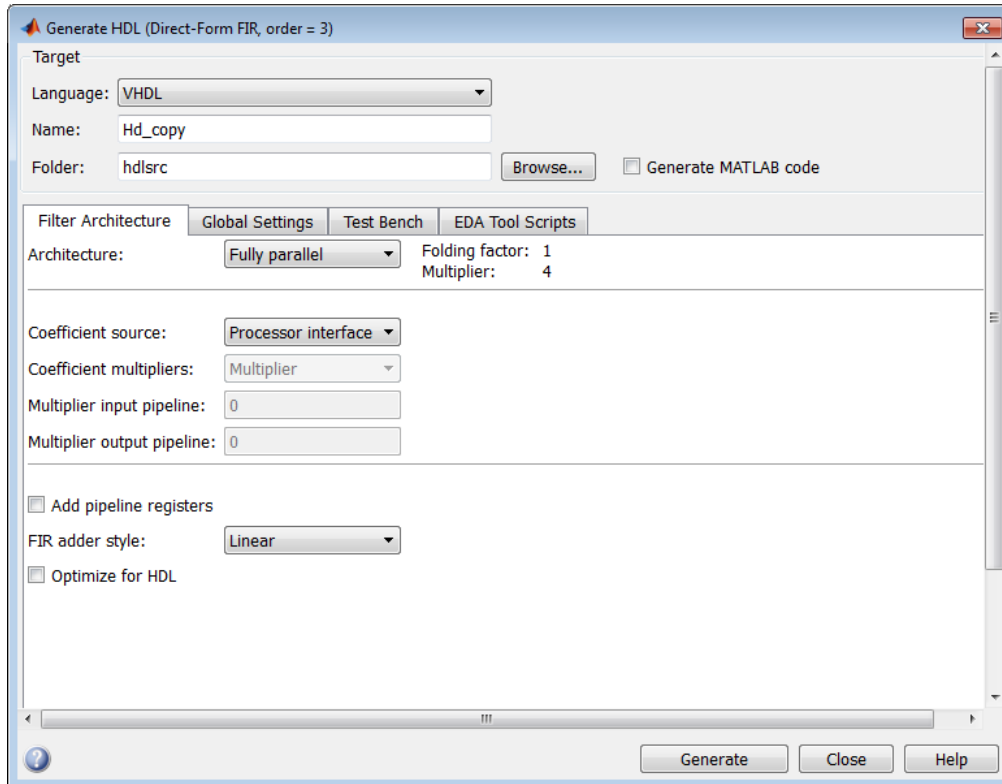 Generate HDL (Direct-Form FIR, order = 3)
Target
Language: VHDL
Name: Hd_copy
Folder: hdlsrc Browse... Generate MATLAB code
Filter Architecture Global Settings Test Bench EDA Tool Scripts
Architecture: Fully parallel Folding factor: 1
Multiplier: 4
Coefficient source: Processor interface
Coefficient multipliers: Multiplier
Multiplier input pipeline: 0
Multiplier output pipeline: 0
Add pipeline registers
FIR adder style: Linear
Optimize for HDL
Generate Close Help